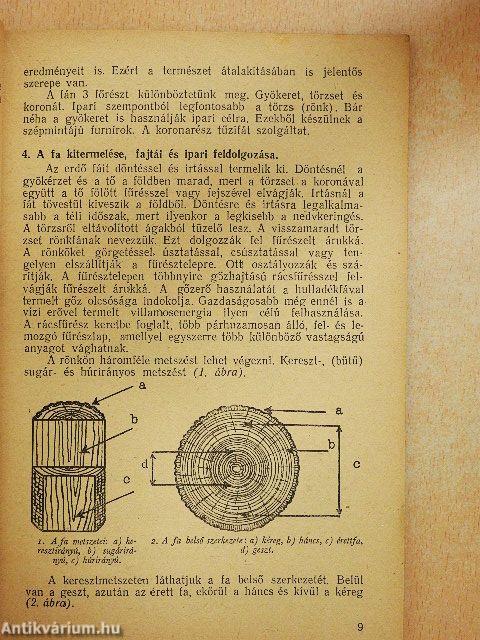 eredményeit is. Ezért a természet átalakításában is jelentős
szerepe van.
A fán 3 főrészt különböztetünk meg. Gyökeret, törzset és
koronát. Ipari szempontból legfontosabb a törzs (rönk). Bár
néha a gyökeret is használják ipari célra. Ezekből készülnek a
szépmintájú furnírok. A koronarész tűzifál szolgáltat.
4. A fa kitermelése, fajtái és ipari feldolgozása.
Az erdő fáit döntéssel és irtással termelik ki. Döntésnél a
gyökérzet és a tő a földben marad, mert a törzset a koronával
együtt a tő fölött fűrésszel vagy fejszével elvágják. Irtásnál a
fát tövestül kiveszik a földből. Döntésre és irtásra legalkalma-
sabb a téli időszak, mert ilyenkor a legkisebb a nedvkeringés.
A törzsről eltávolított ágakból tüzelő lesz. A visszamaradt tör-
zset rönkfának nevezzük. Ezt dolgozzák fel fűrészelt árukká.
A rönköket görgetéssel, úsztatással, csúsztatással vagy ten-
gelyen elszállítják a fűrésztelepre. Ott osztályozzák és szá-
rítják. A fűrésztelepen többnyire gőzhajtású rácsfűrésszel fel-
vágják fűrészelt árukká. A gőzerő használatát a hulladékfával
termelt gőz olcsósága indokolja. Gazdaságosabb még ennél is a
vízi erővel termelt villamosenergia ilyen célú felhasználása.
A rácsfűrész keretbe foglalt, több párhuzamosan álló, fel- és le-
mozgó fűrészlap, amellyel egyszerre több különböző vastagságú
anyagot vághatnak.
A rönkön háromféle metszést lehet végezni. Kereszt-, (bütü)
sugár- és húrirányos metszést (1. ábra).
a
b
c
a
b
c
d
1. A fa metszetei: a) ke-
resztirányú, b) sugárirá-
nyú, c) húrirányú.
2. A fa belső szerkezete: a) kéreg, b) háncs, c) érettfa,
d) geszt.
A keresztmetszeten láthatjuk a fa belső szerkezetét. Belül
van a geszt, azután az érett fa, ekörül a háncs és kívül a kéreg
(2. ábra).
9
Antikvárium.hu